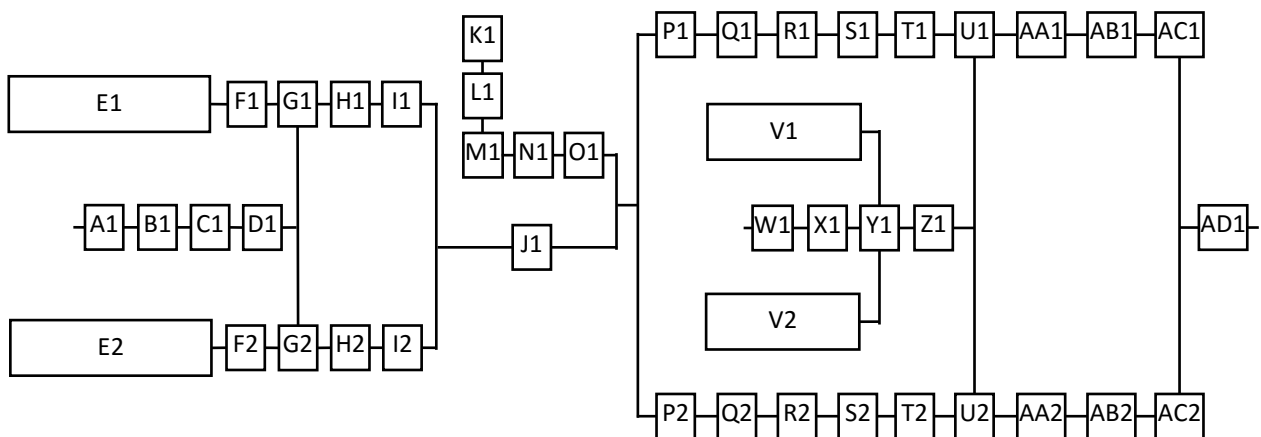 K1
P1 Q1 R1 S1 T1 U1 AA1 AB1 AC1
E1 F1 G1 H1 I1
L1
V1
M1 N1 O1
A1 B1 C1 D1
W1 X1 Y1 Z1
AD1
J1
V2
E2 F2 G2 H2 I2
P2 Q2 R2 S2 T2 U2 AA2 AB2 AC2